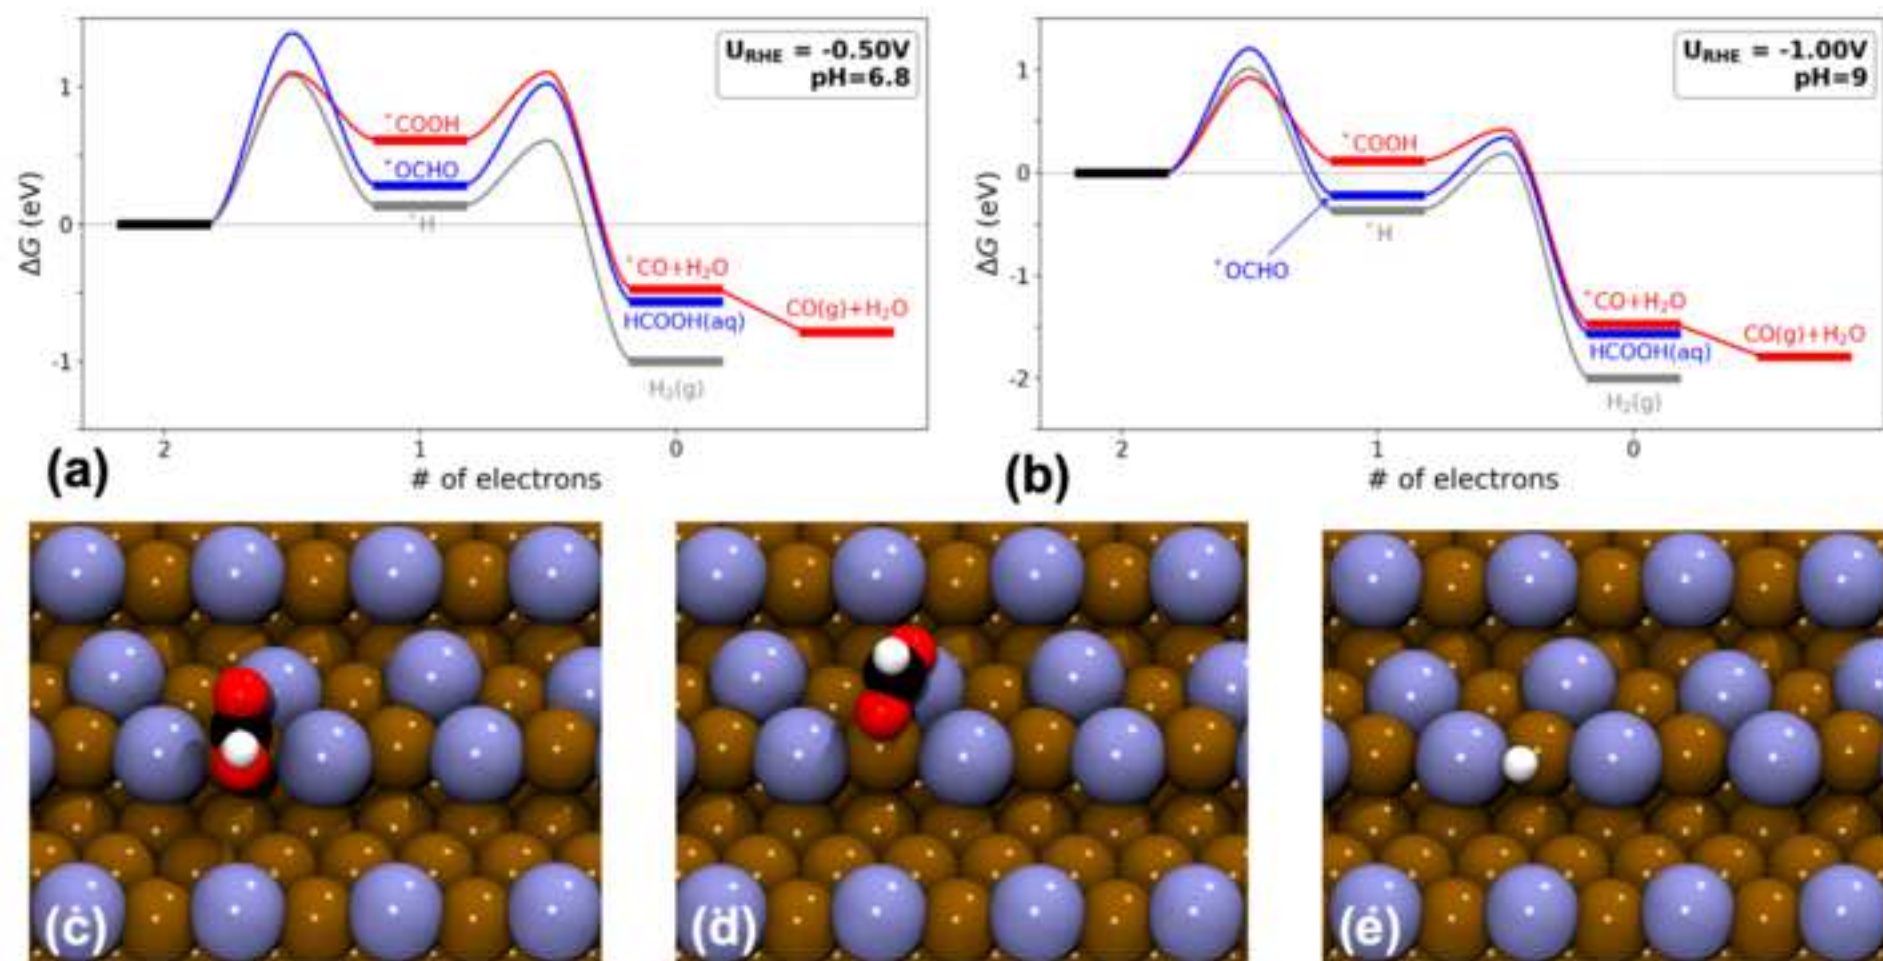 U_RHE = -0.50V
pH=6.8
1
0
-1
ΔG (eV)
*COOH
*OCHO
*H
*CO+H₂O
HCOOH(aq)
CO(g)+H₂O
H₂(g)
2 1 0
# of electrons
(a)
U_RHE = -1.00V
pH=9
1
0
-1
-2
ΔG (eV)
*COOH
*H
*OCHO
*CO+H₂O
HCOOH(aq)
CO(g)+H₂O
H₂(g)
2 1 0
# of electrons
(b)
(c)
(d)
(e)